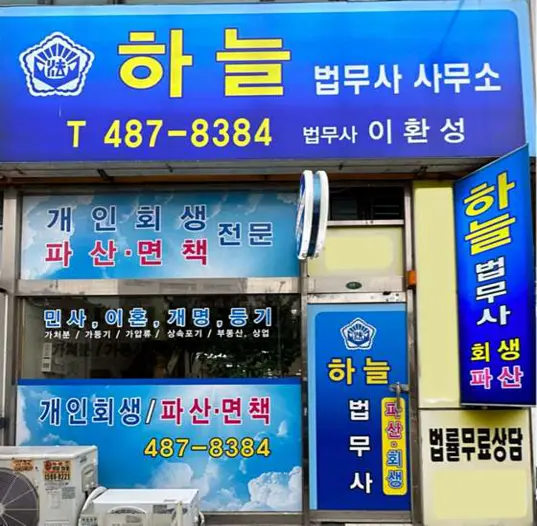 하늘 법무사 사무소
T 487-8384 법무사 이환성
개인회생 전문
파산·면책
민사, 이혼, 개명, 등기
가처분 / 가등기 / 가압류 / 상속포기 / 부동산, 상업
개인회생/파산·면책
487-8384
하늘
법무사
파산·회생
하늘
법무사
회생
파산
법률무료상담